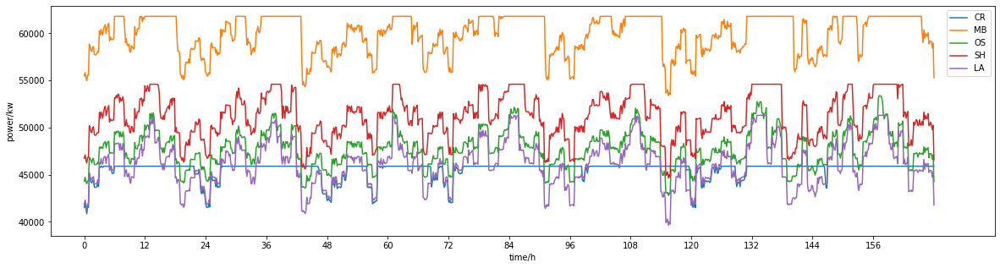 60000
55000
50000
45000
40000
power/kw
0 12 24 36 48 60 72 84 96 108 120 132 144 156
time/h
CR
MB
OS
SH
LA